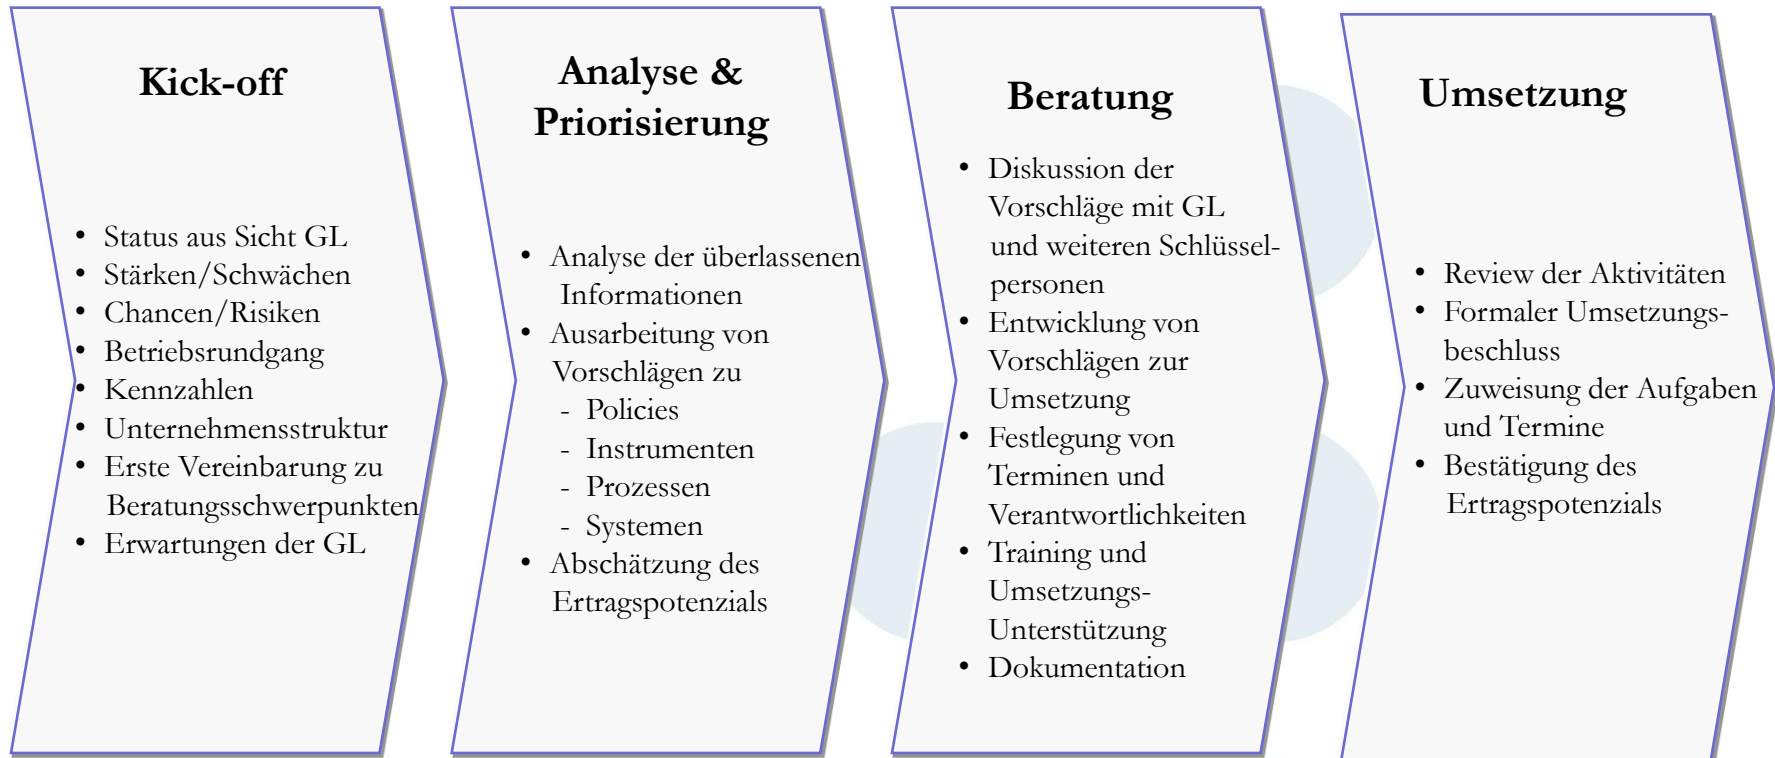 Kick-off
• Status aus Sicht GL
• Stärken/Schwächen
• Chancen/Risiken
• Betriebsrundgang
• Kennzahlen
• Unternehmensstruktur
• Erste Vereinbarung zu
Beratungsschwerpunkten
• Erwartungen der GL
Analyse &
Priorisierung
• Analyse der überlassenen
Informationen
• Ausarbeitung von
Vorschlägen zu
- Policies
- Instrumenten
- Prozessen
- Systemen
• Abschätzung des
Ertragspotenzials
Beratung
• Diskussion der
Vorschläge mit GL
und weiteren Schlüssel-
personen
• Entwicklung von
Vorschlägen zur
Umsetzung
• Festlegung von
Terminen und
Verantwortlichkeiten
• Training und
Umsetzungs-
Unterstützung
• Dokumentation
Umsetzung
• Review der Aktivitäten
• Formaler Umsetzungs-
beschluss
• Zuweisung der Aufgaben
und Termine
• Bestätigung des
Ertragspotenzials